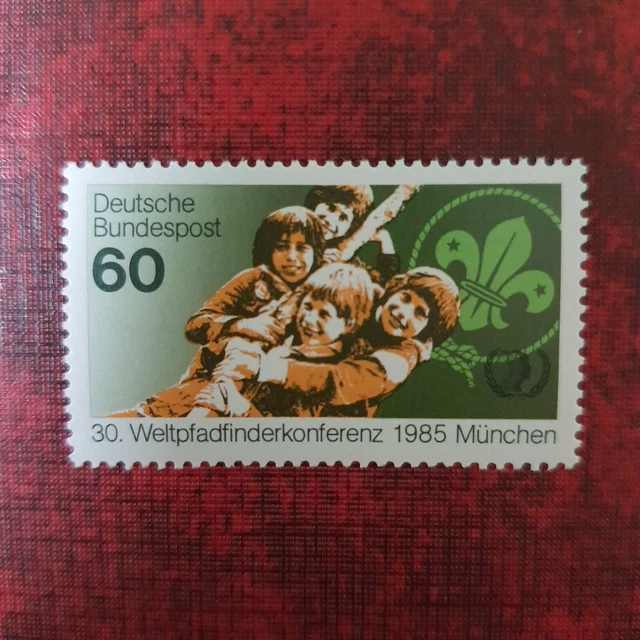 Deutsche
Bundespost
60
30. Weltpfadfinderkonferenz 1985 München